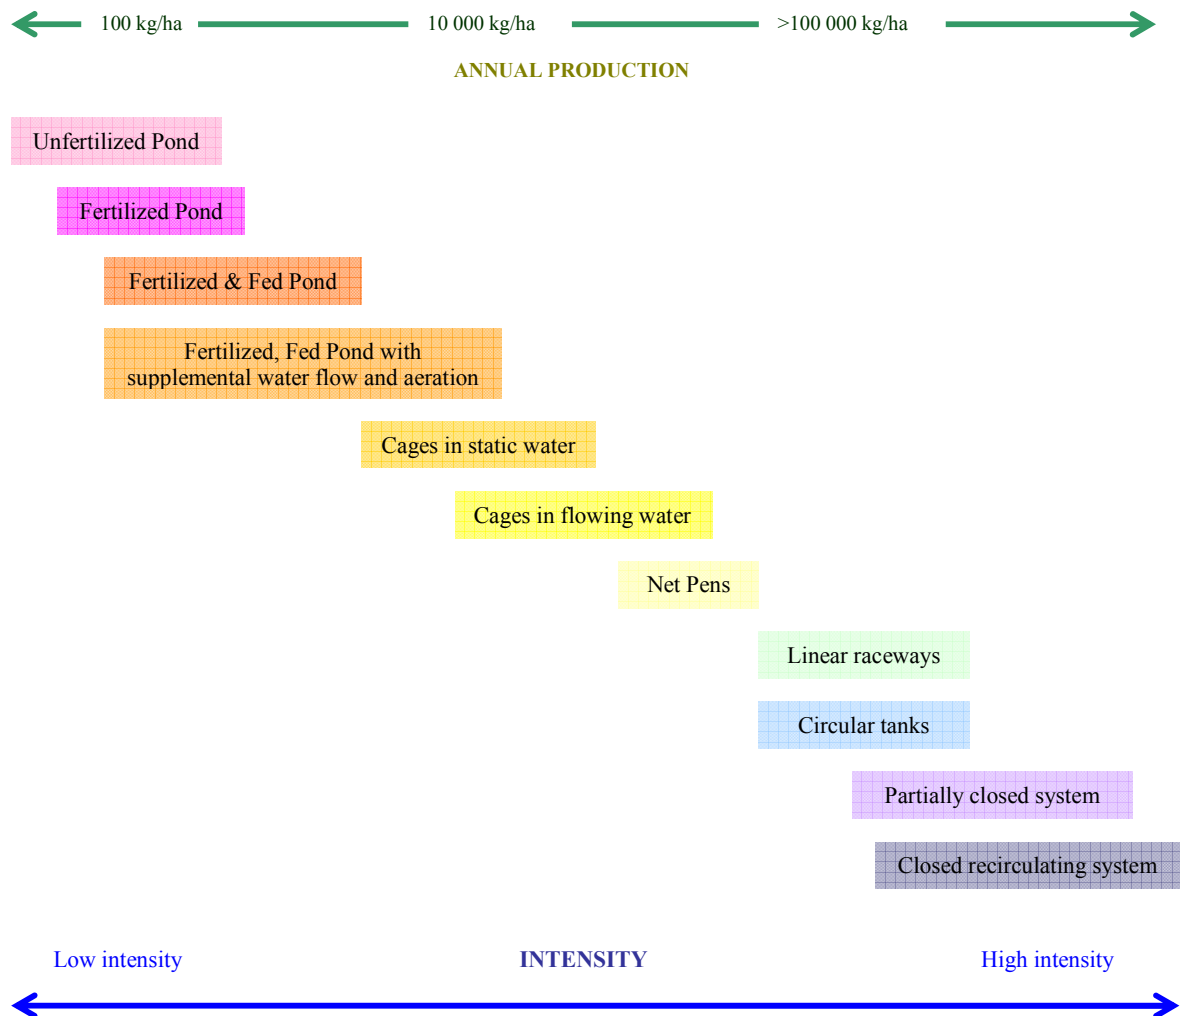 100 kg/ha 10 000 kg/ha >100 000 kg/ha
ANNUAL PRODUCTION
Unfertilized Pond
Fertilized Pond
Fertilized & Fed Pond
Fertilized, Fed Pond with
supplemental water flow and aeration
Cages in static water
Cages in flowing water
Net Pens
Linear raceways
Circular tanks
Partially closed system
Closed recirculating system
Low intensity INTENSITY High intensity